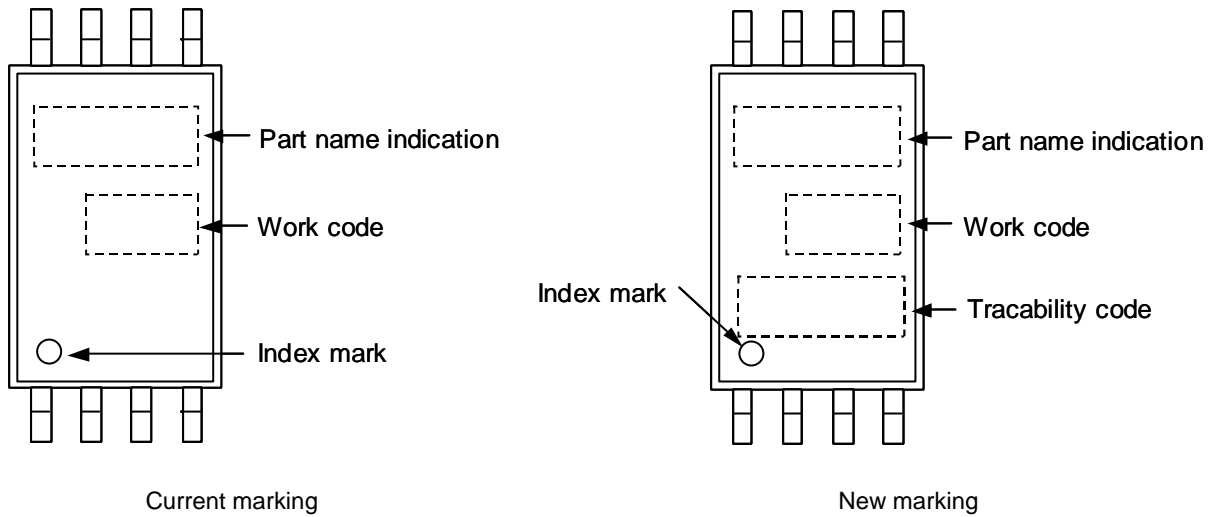 Part name indication
Work code
Index mark
Current marking
Part name indication
Work code
Index mark
Tracability code
New marking